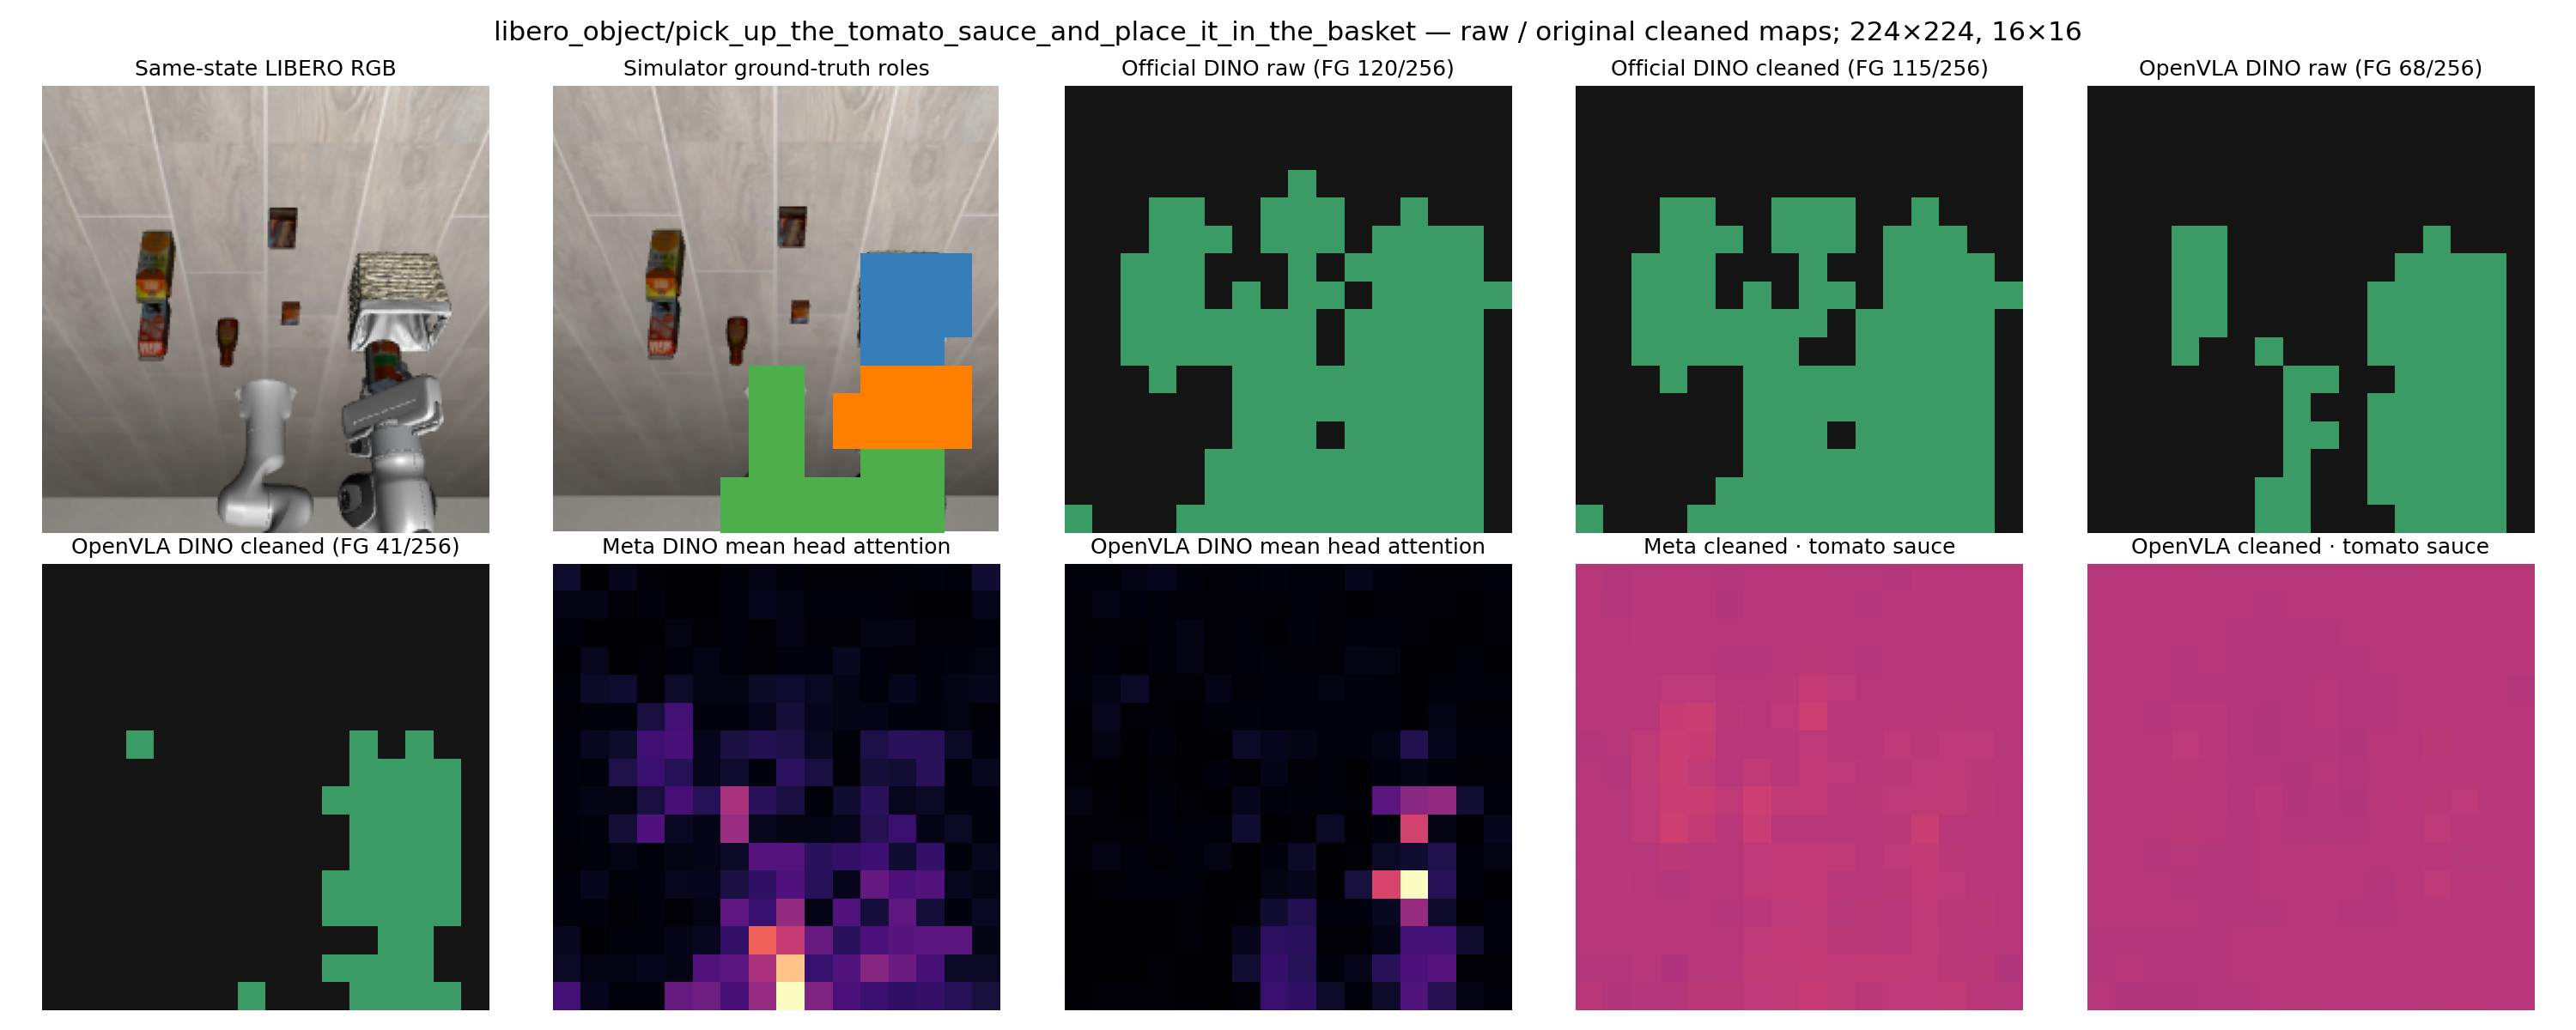 libero_object/pick_up_the_tomato_sauce_and_place_it_in_the_basket — raw / original cleaned maps; 224×224, 16×16
Same-state LIBERO RGB
Simulator ground-truth roles
Official DINO raw (FG 120/256)
Official DINO cleaned (FG 115/256)
OpenVLA DINO raw (FG 68/256)
OpenVLA DINO cleaned (FG 41/256)
Meta DINO mean head attention
OpenVLA DINO mean head attention
Meta cleaned · tomato sauce
OpenVLA cleaned · tomato sauce